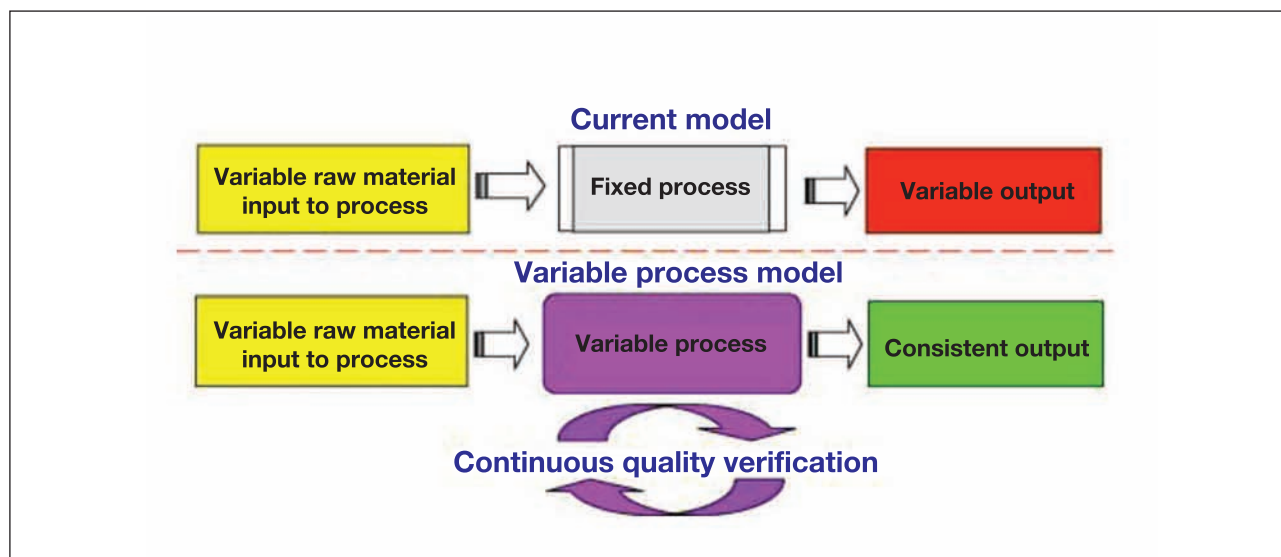 Current model
Variable raw material
input to process
Fixed process
Variable output
Variable process model
Variable raw material
input to process
Variable process
Consistent output
Continuous quality verification